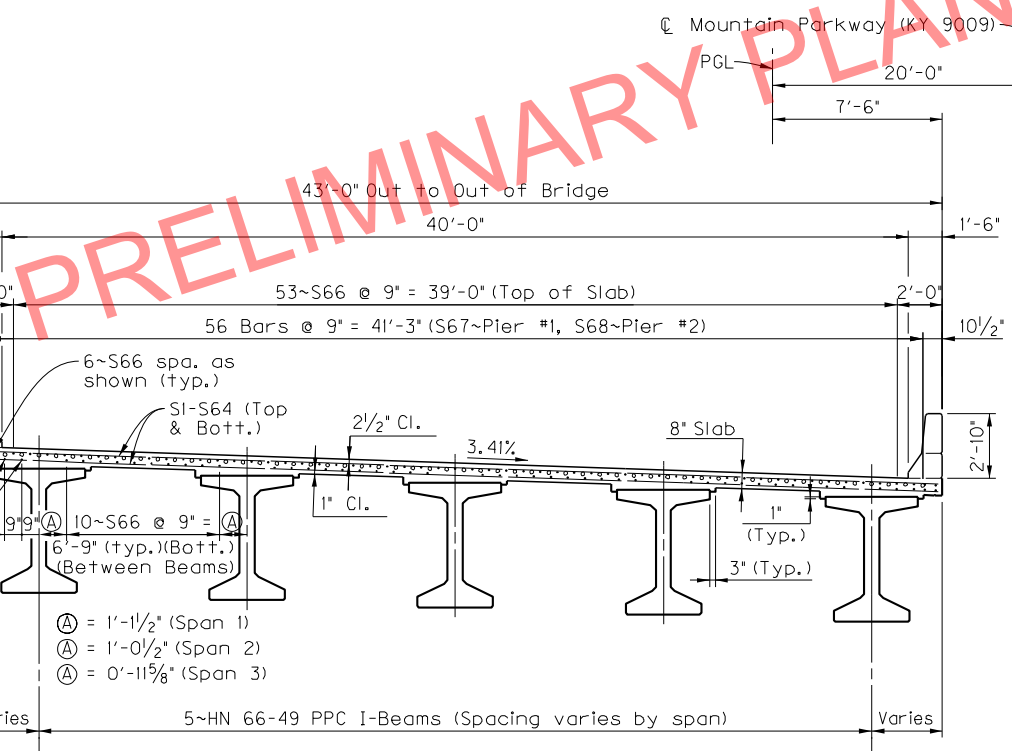 ℄ Mountain Parkway (KY 9009)
PGL
20'-0"
7'-6"
PRELIMINARY PLAN
43'-0" Out to Out of Bridge
40'-0"
1'-6"
0"
53~S66 @ 9" = 39'-0" (Top of Slab)
2'-0"
56 Bars @ 9" = 41'-3" (S67~Pier #1, S68~Pier #2)
10½"
6~S66 spa. as
shown (typ.)
S1-S64 (Top
& Bott.)
2½" Cl.
3.41%
8" Slab
2'-10"
1" Cl.
9"
9"
Ⓐ
10~S66 @ 9" =
Ⓐ
6'-9" (typ.)(Bott.)
(Between Beams)
1"
(Typ.)
3" (Typ.)
Ⓐ = 1'-1½" (Span 1)
Ⓐ = 1'-0½" (Span 2)
Ⓐ = 0'-11⅝" (Span 3)
ries
5~HN 66-49 PPC I-Beams (Spacing varies by span)
Varies